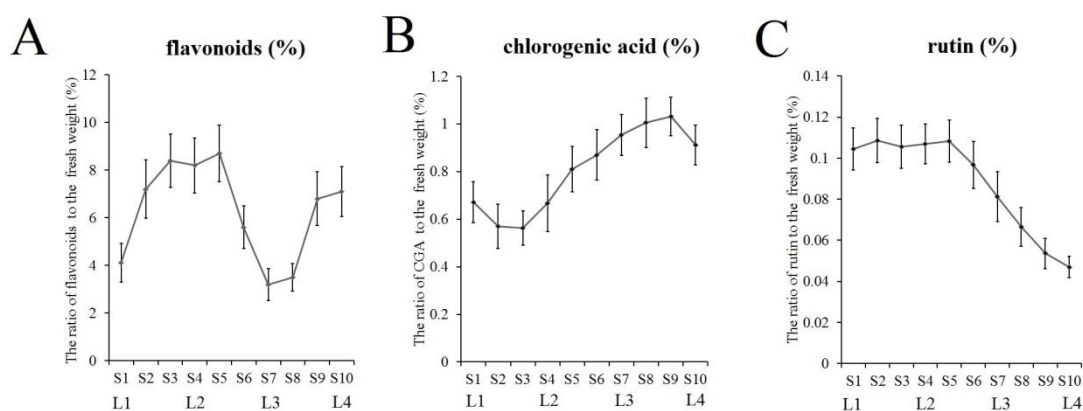 A
flavonoids (%)
The ratio of flavonoids to the fresh weight (%)
12
10
8
6
4
2
0
S1 S2 S3 S4 S5 S6 S7 S8 S9 S10
L1 L2 L3 L4
B
chlorogenic acid (%)
The ratio of CGA to the fresh weight (%)
1.2
1
0.8
0.6
0.4
0.2
0
S1 S2 S3 S4 S5 S6 S7 S8 S9 S10
L1 L2 L3 L4
C
rutin (%)
The ratio of rutin to the fresh weight (%)
0.14
0.12
0.1
0.08
0.06
0.04
0.02
0
S1 S2 S3 S4 S5 S6 S7 S8 S9 S10
L1 L2 L3 L4